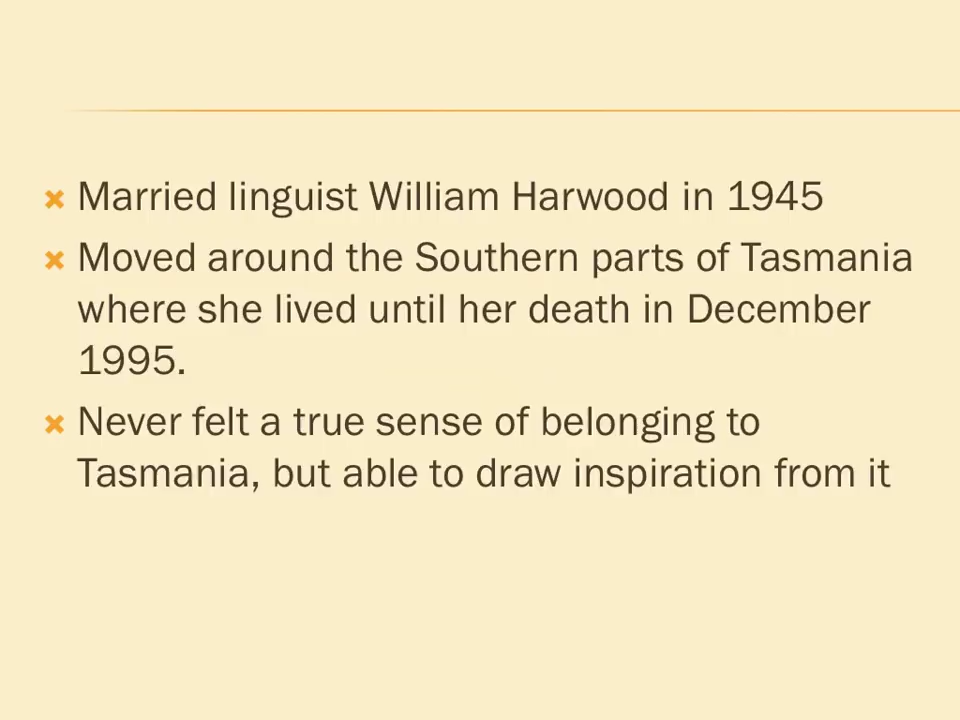 Married linguist William Harwood in 1945
Moved around the Southern parts of Tasmania
where she lived until her death in December
1995.
Never felt a true sense of belonging to
Tasmania, but able to draw inspiration from it